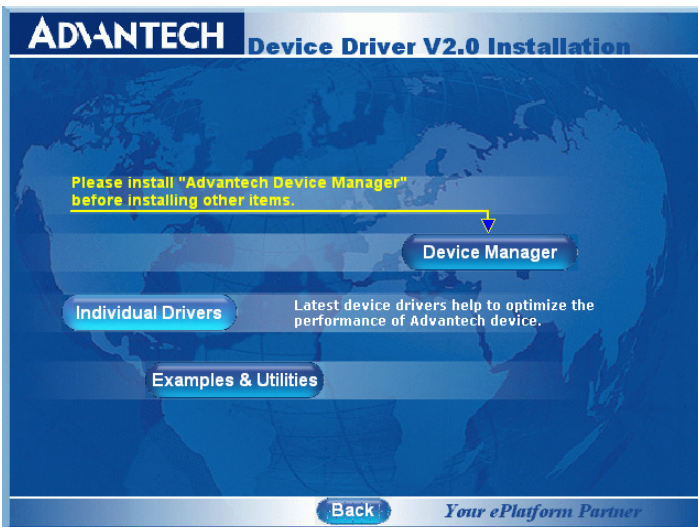 ADVANTECH
Device Driver V2.0 Installation
Please install "Advantech Device Manager"
before installing other items.
Device Manager
Individual Drivers
Latest device drivers help to optimize the
performance of Advantech device.
Examples & Utilities
Back
Your ePlatform Partner